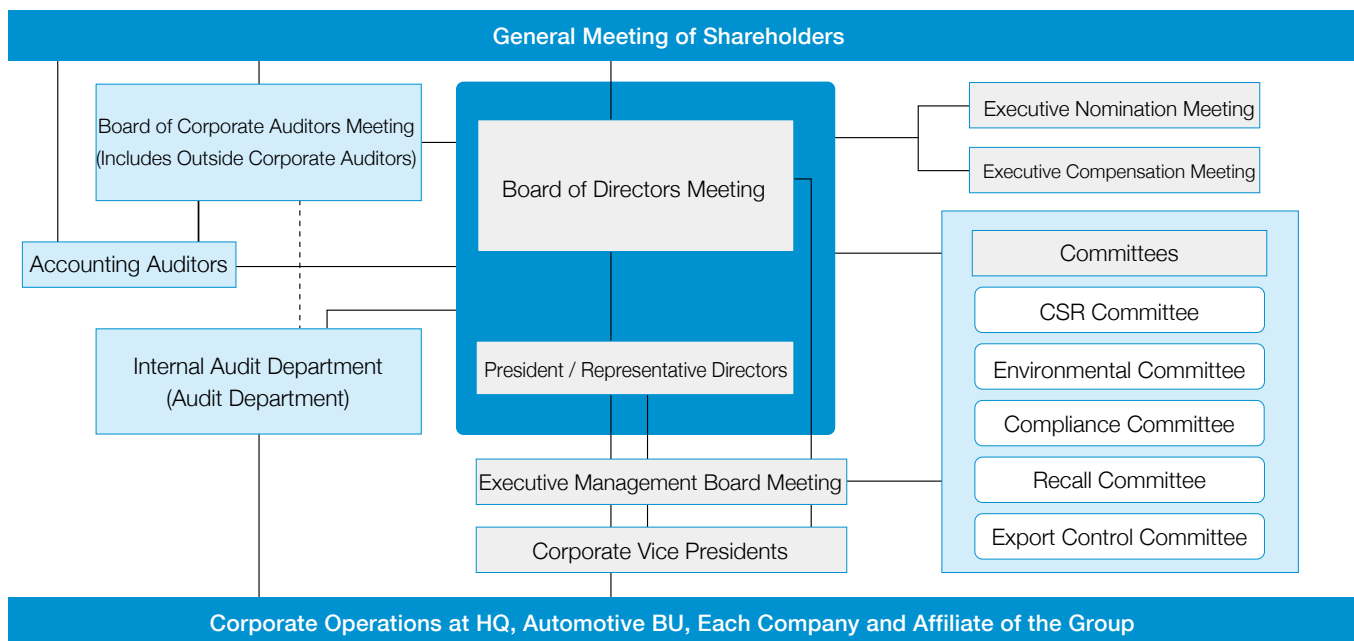 General Meeting of Shareholders
Board of Corporate Auditors Meeting
(Includes Outside Corporate Auditors)
Accounting Auditors
Internal Audit Department
(Audit Department)
Board of Directors Meeting
President / Representative Directors
Executive Management Board Meeting
Corporate Vice Presidents
Executive Nomination Meeting
Executive Compensation Meeting
Committees
CSR Committee
Environmental Committee
Compliance Committee
Recall Committee
Export Control Committee
Corporate Operations at HQ, Automotive BU, Each Company and Affiliate of the Group